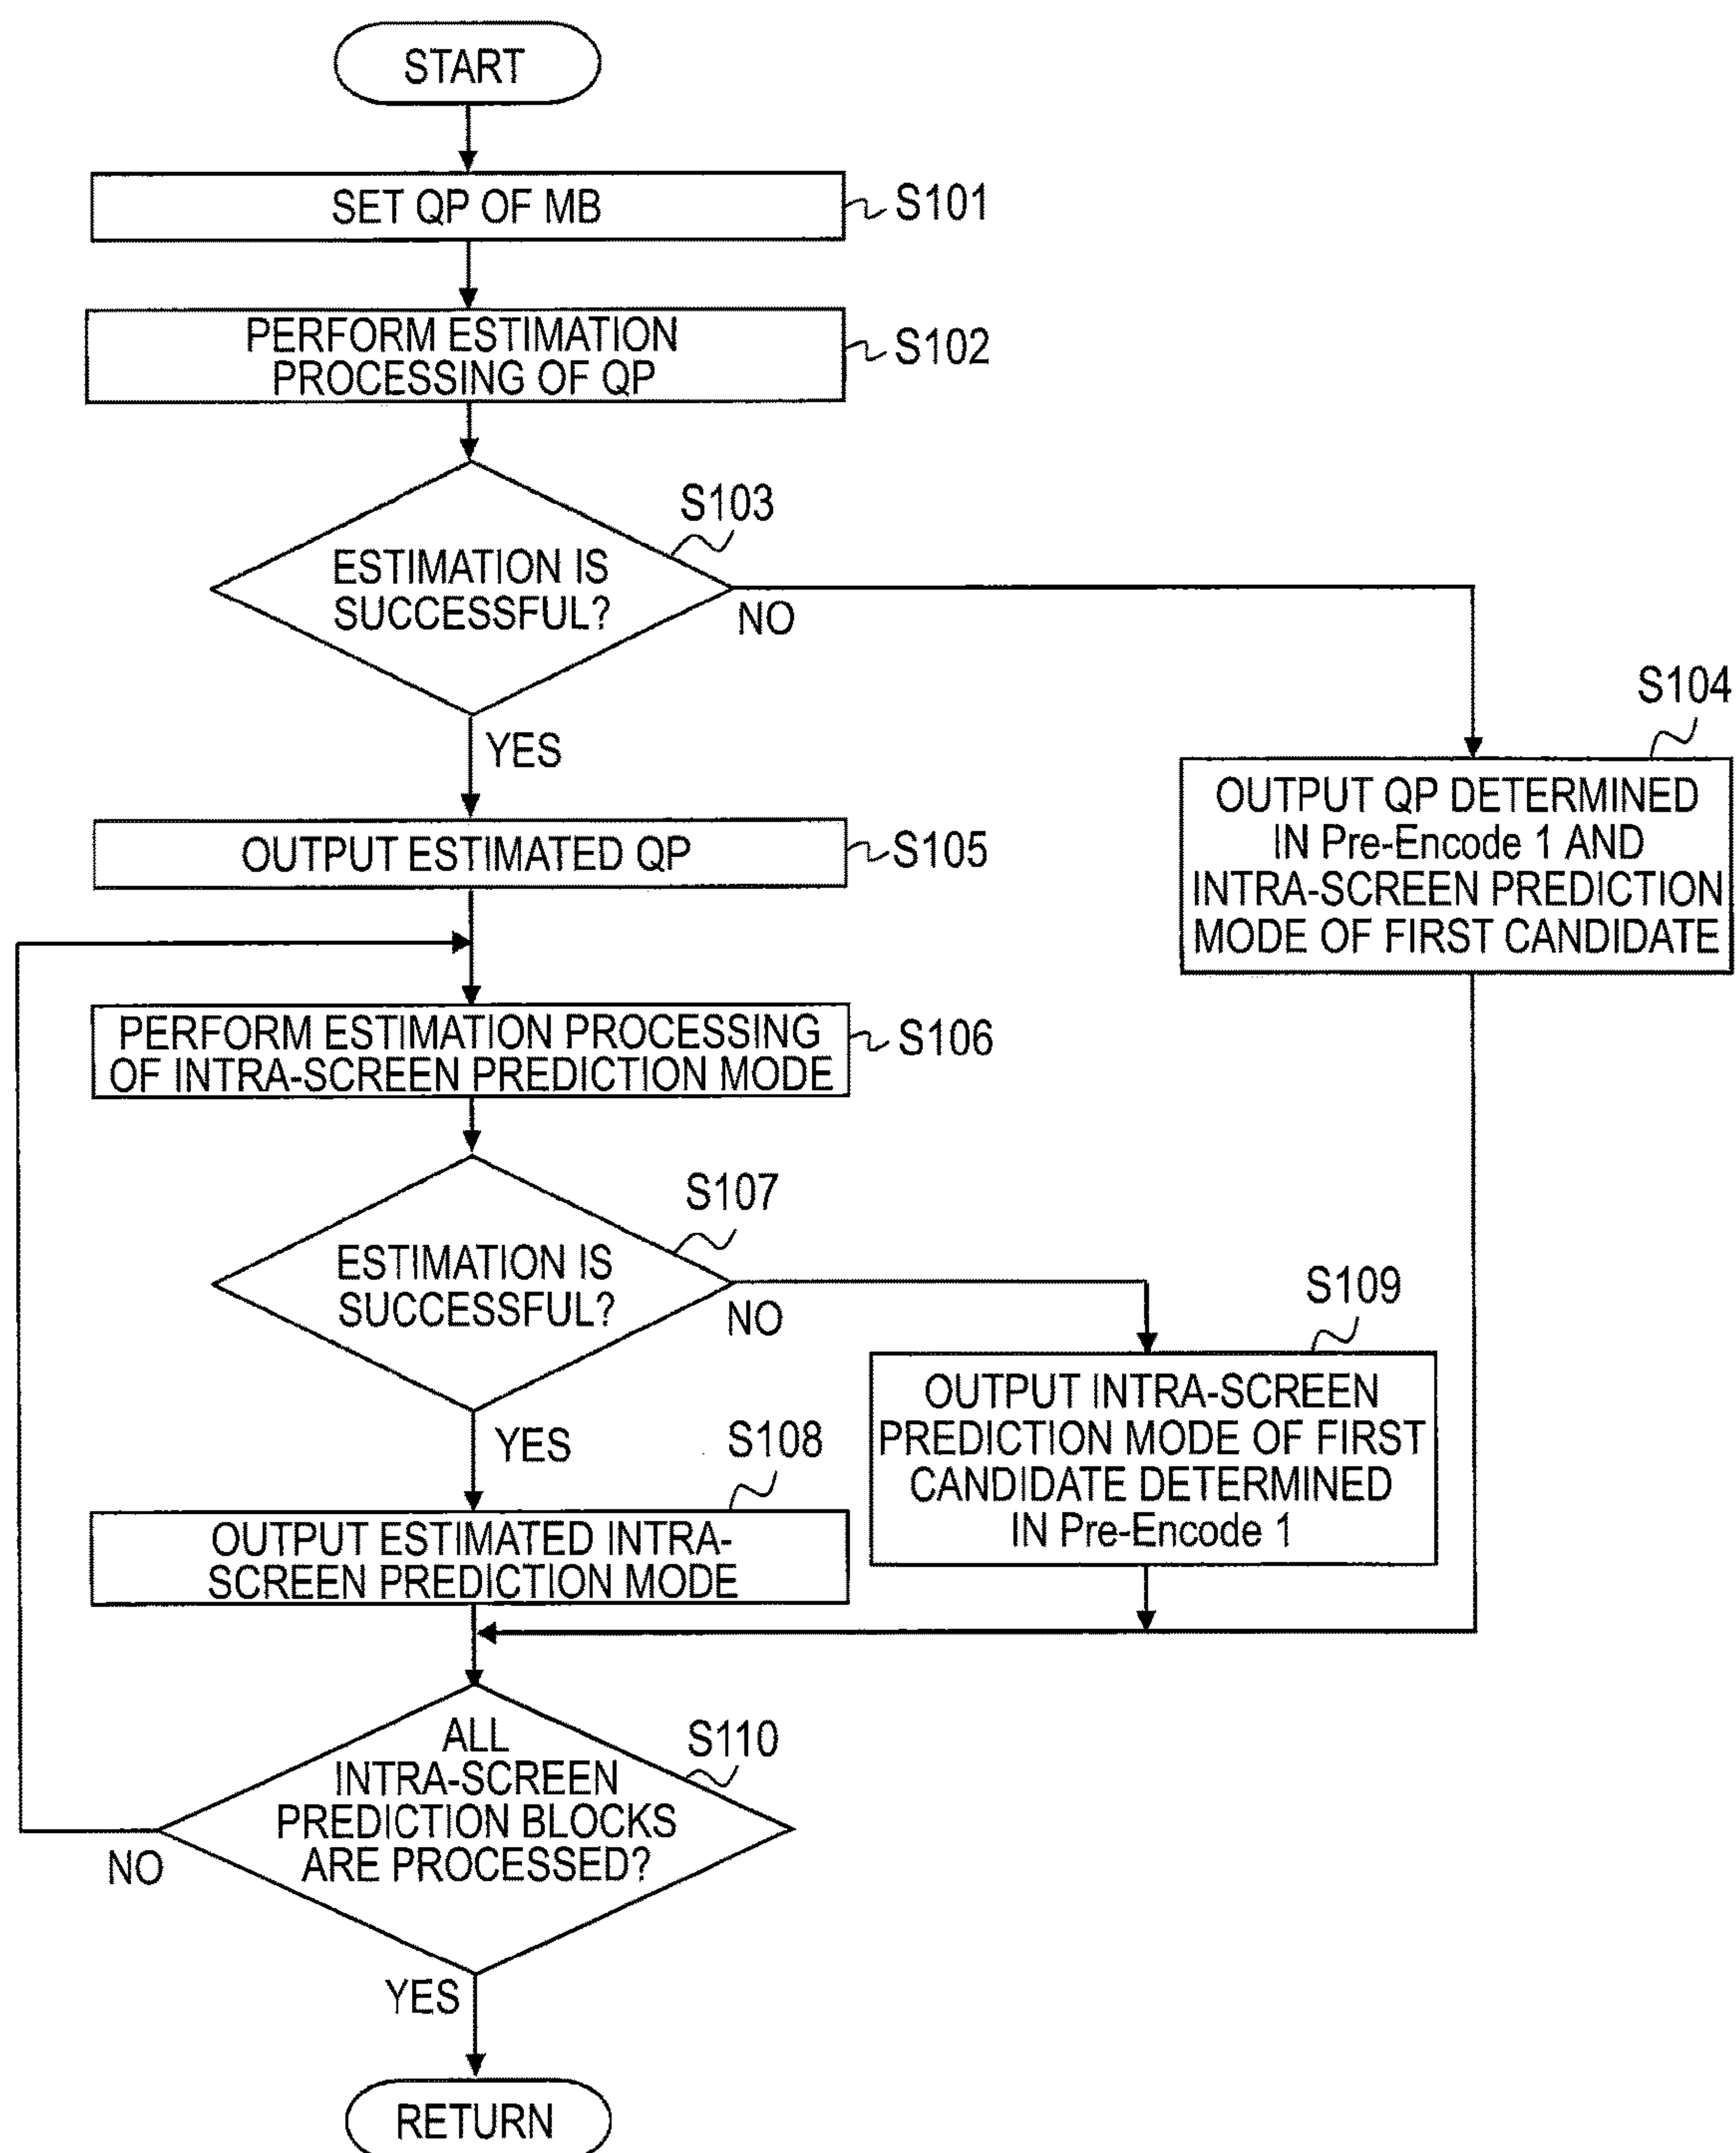 START
SET QP OF MB
S101
PERFORM ESTIMATION
PROCESSING OF QP
S102
S103
ESTIMATION IS
SUCCESSFUL?
NO
YES
S104
OUTPUT QP DETERMINED
IN Pre-Encode 1 AND
INTRA-SCREEN PREDICTION
MODE OF FIRST CANDIDATE
OUTPUT ESTIMATED QP
S105
PERFORM ESTIMATION PROCESSING
OF INTRA-SCREEN PREDICTION MODE
S106
S107
ESTIMATION IS
SUCCESSFUL?
NO
YES
S109
OUTPUT INTRA-SCREEN
PREDICTION MODE OF FIRST
CANDIDATE DETERMINED
IN Pre-Encode 1
S108
OUTPUT ESTIMATED INTRA-
SCREEN PREDICTION MODE
S110
ALL
INTRA-SCREEN
PREDICTION BLOCKS
ARE PROCESSED?
NO
YES
RETURN